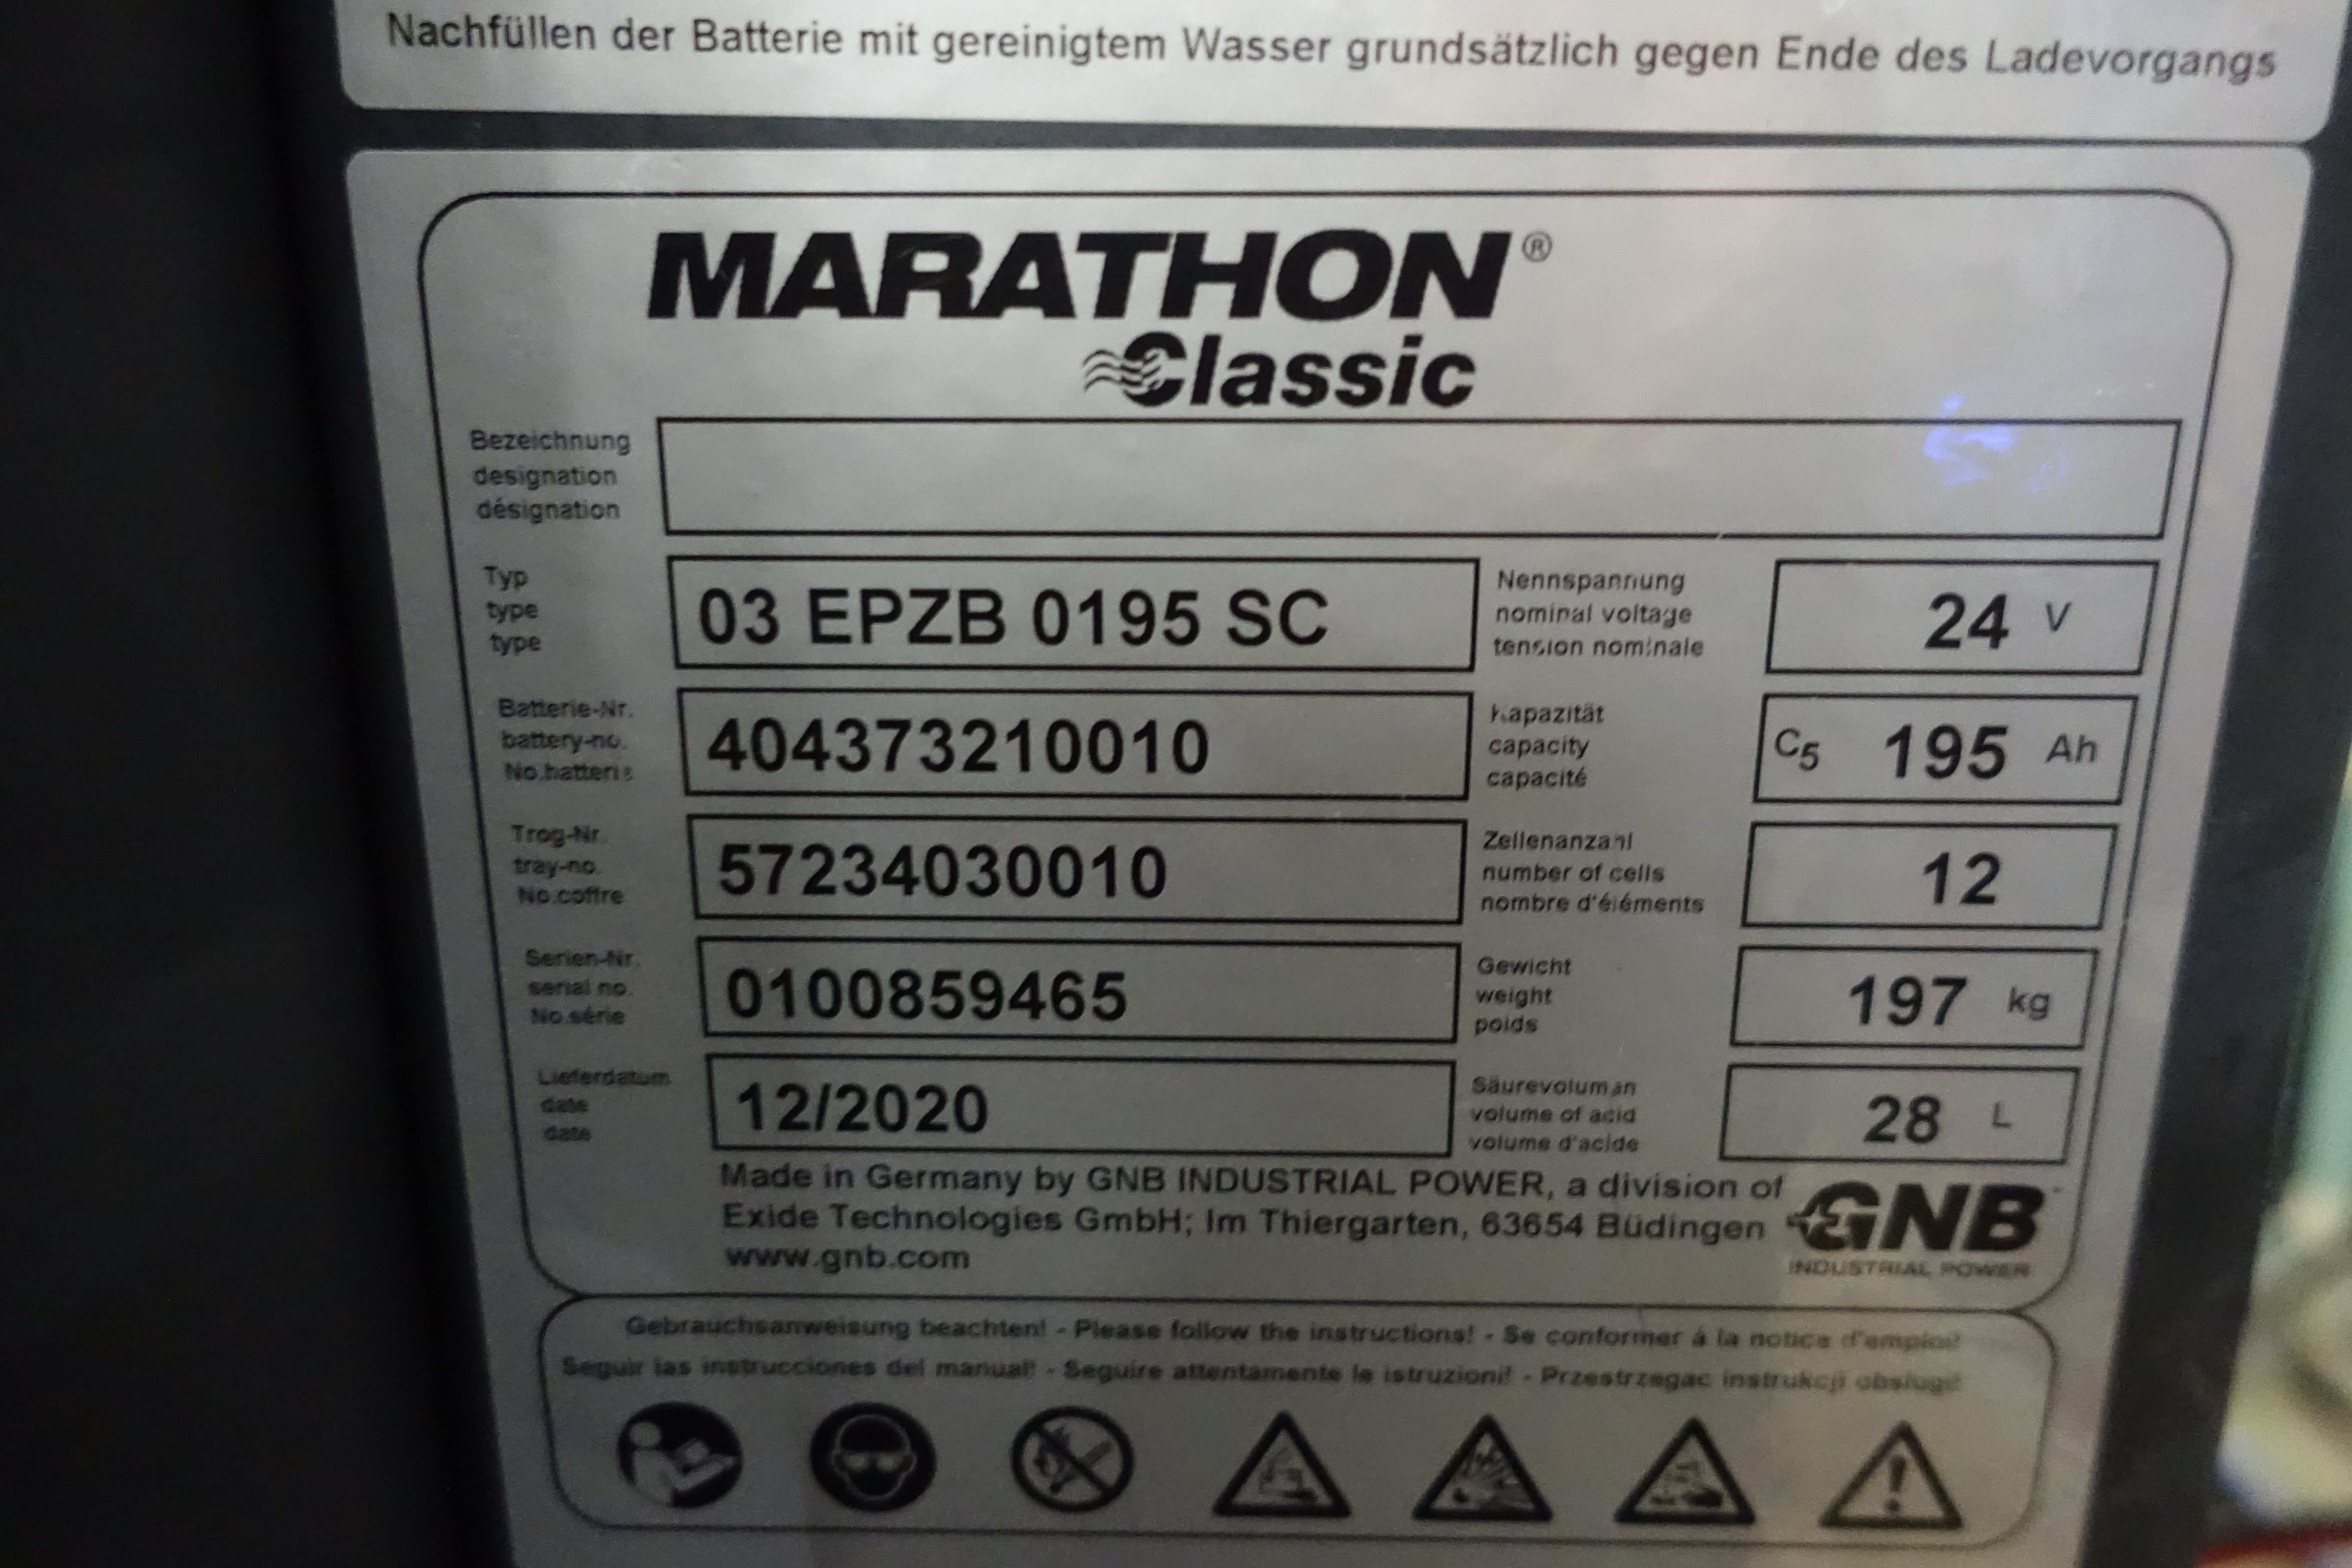 Nachfüllen der Batterie mit gereinigtem Wasser grundsätzlich gegen Ende des Ladevorgangs
MARATHON®
Classic
Bezeichnung
designation
désignation
Typ
type
type
03 EPZB 0195 SC
Nennspannung
nominal voltage
tension nominale
24 V
Batterie-Nr.
battery-no.
No.batterie
404373210010
Kapazität
capacity
capacité
C5 195 Ah
Trog-Nr.
tray-no.
No.coffre
57234030010
Zellenanzahl
number of cells
nombre d'éléments
12
Serien-Nr.
serial no.
No.série
0100859465
Gewicht
weight
poids
197 kg
Lieferdatum
date
date
12/2020
Säurevolumen
volume of acid
volume d'acide
28 L
Made in Germany by GNB INDUSTRIAL POWER, a division of
Exide Technologies GmbH; Im Thiergarten, 63654 Büdingen
www.gnb.com
GNB
INDUSTRIAL POWER
Gebrauchsanweisung beachten! - Please follow the instructions! - Se conformer á la notice d'emploi!
Seguir las instrucciones del manual! - Seguire attentamente le istruzioni! - Przestrzegac instrukcji obslugi!